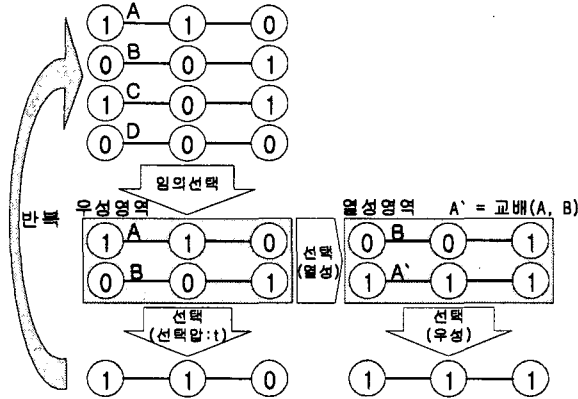 A
1 1 0
B
0 0 1
C
1 0 1
D
0 0 0
임의선택
반복
우성영역
열성영역 A` = 교배(A, B)
A
1 1 0
B
0 0 1
선택
(열성)
B
0 0 1
A`
1 1 1
선택
(선택압:t)
선택
(우성)
1 1 0
1 1 1